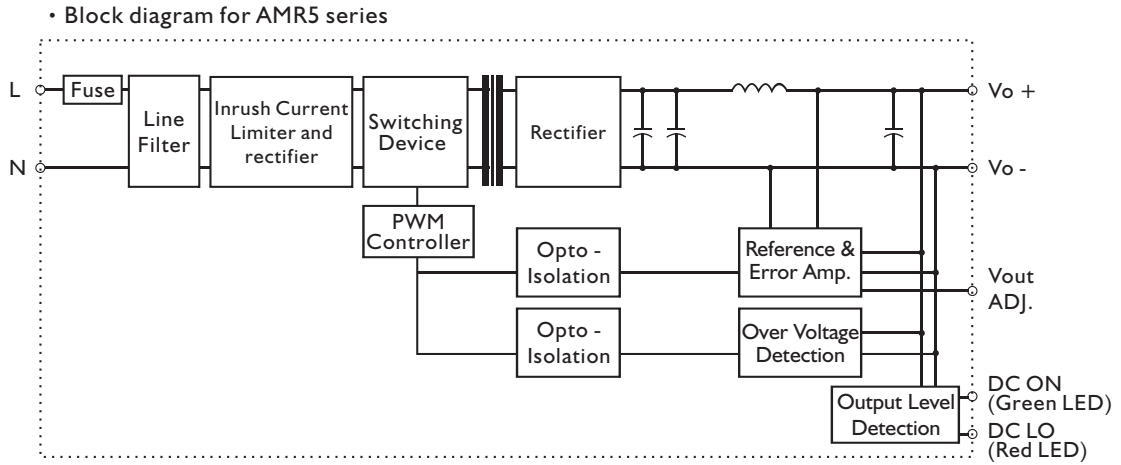 • Block diagram for AMR5 series
L
Fuse
Line
Filter
Inrush Current
Limiter and
rectifier
Switching
Device
Rectifier
Vo +
N
Vo -
PWM
Controller
Opto -
Isolation
Reference &
Error Amp.
Vout
ADJ.
Opto -
Isolation
Over Voltage
Detection
Output Level
Detection
DC ON
(Green LED)
DC LO
(Red LED)